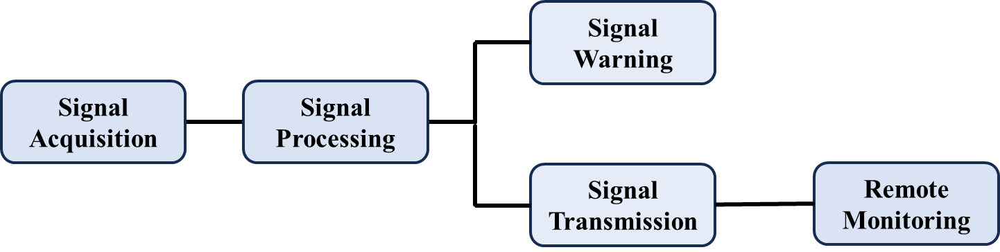 Signal
Acquisition
Signal
Processing
Signal
Warning
Signal
Transmission
Remote
Monitoring